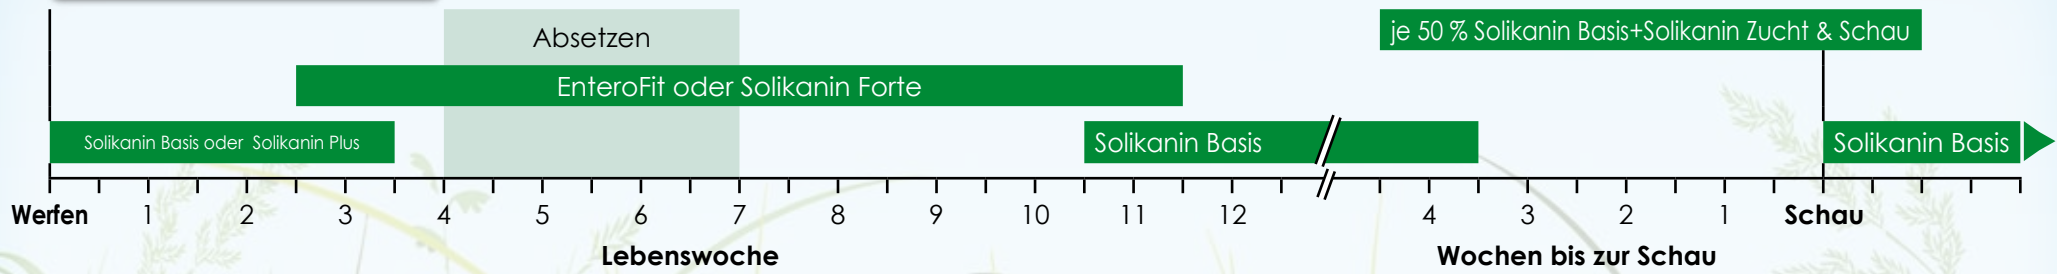 Absetzen
je 50 % Solikanin Basis+Solikanin Zucht & Schau
EnteroFit oder Solikanin Forte
Solikanin Basis oder Solikanin Plus
Solikanin Basis
Solikanin Basis
Werfen 1 2 3 4 5 6 7 8 9 10 11 12 4 3 2 1 Schau
Lebenswoche
Wochen bis zur Schau